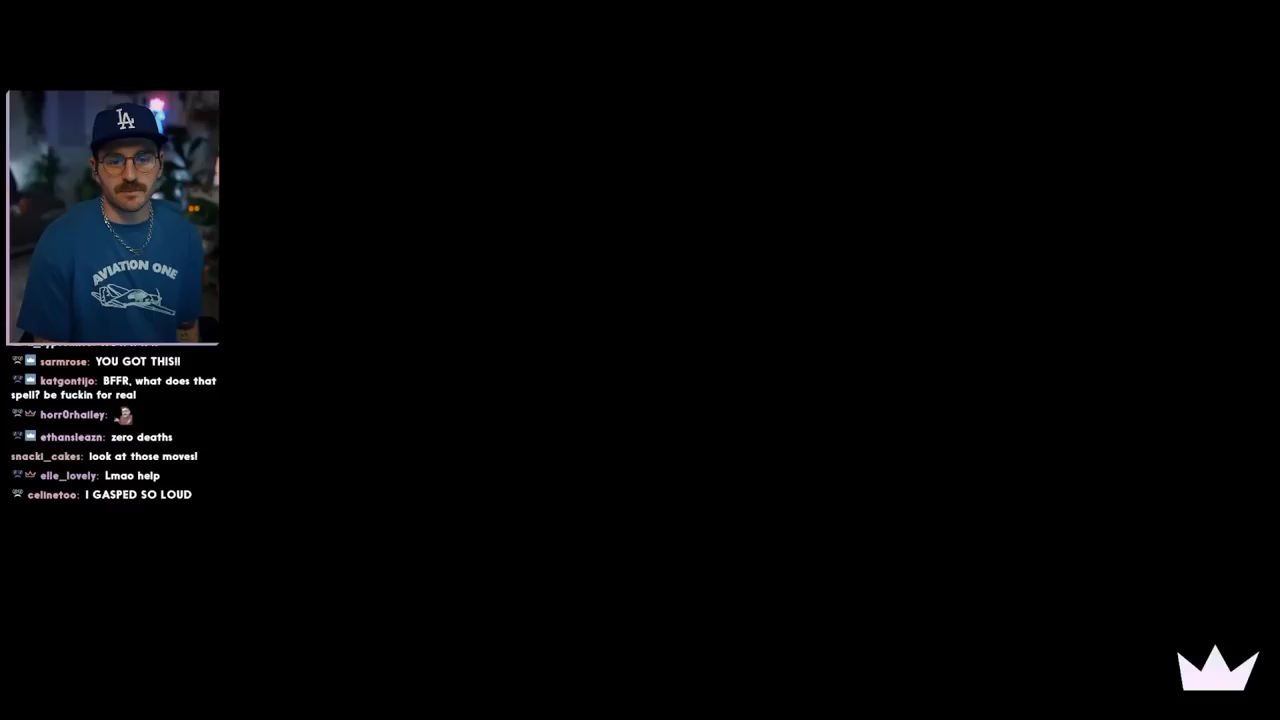 LA
AVIATION ONE
sarmrose: YOU GOT THIS!!
katgontijo: BFFR, what does that
spell? be fuckin for real
horr0rhailey:
ethansleazn: zero deaths
snacki_cakes: look at those moves!
elle_lovely: Lmao help
celinetoo: I GASPED SO LOUD